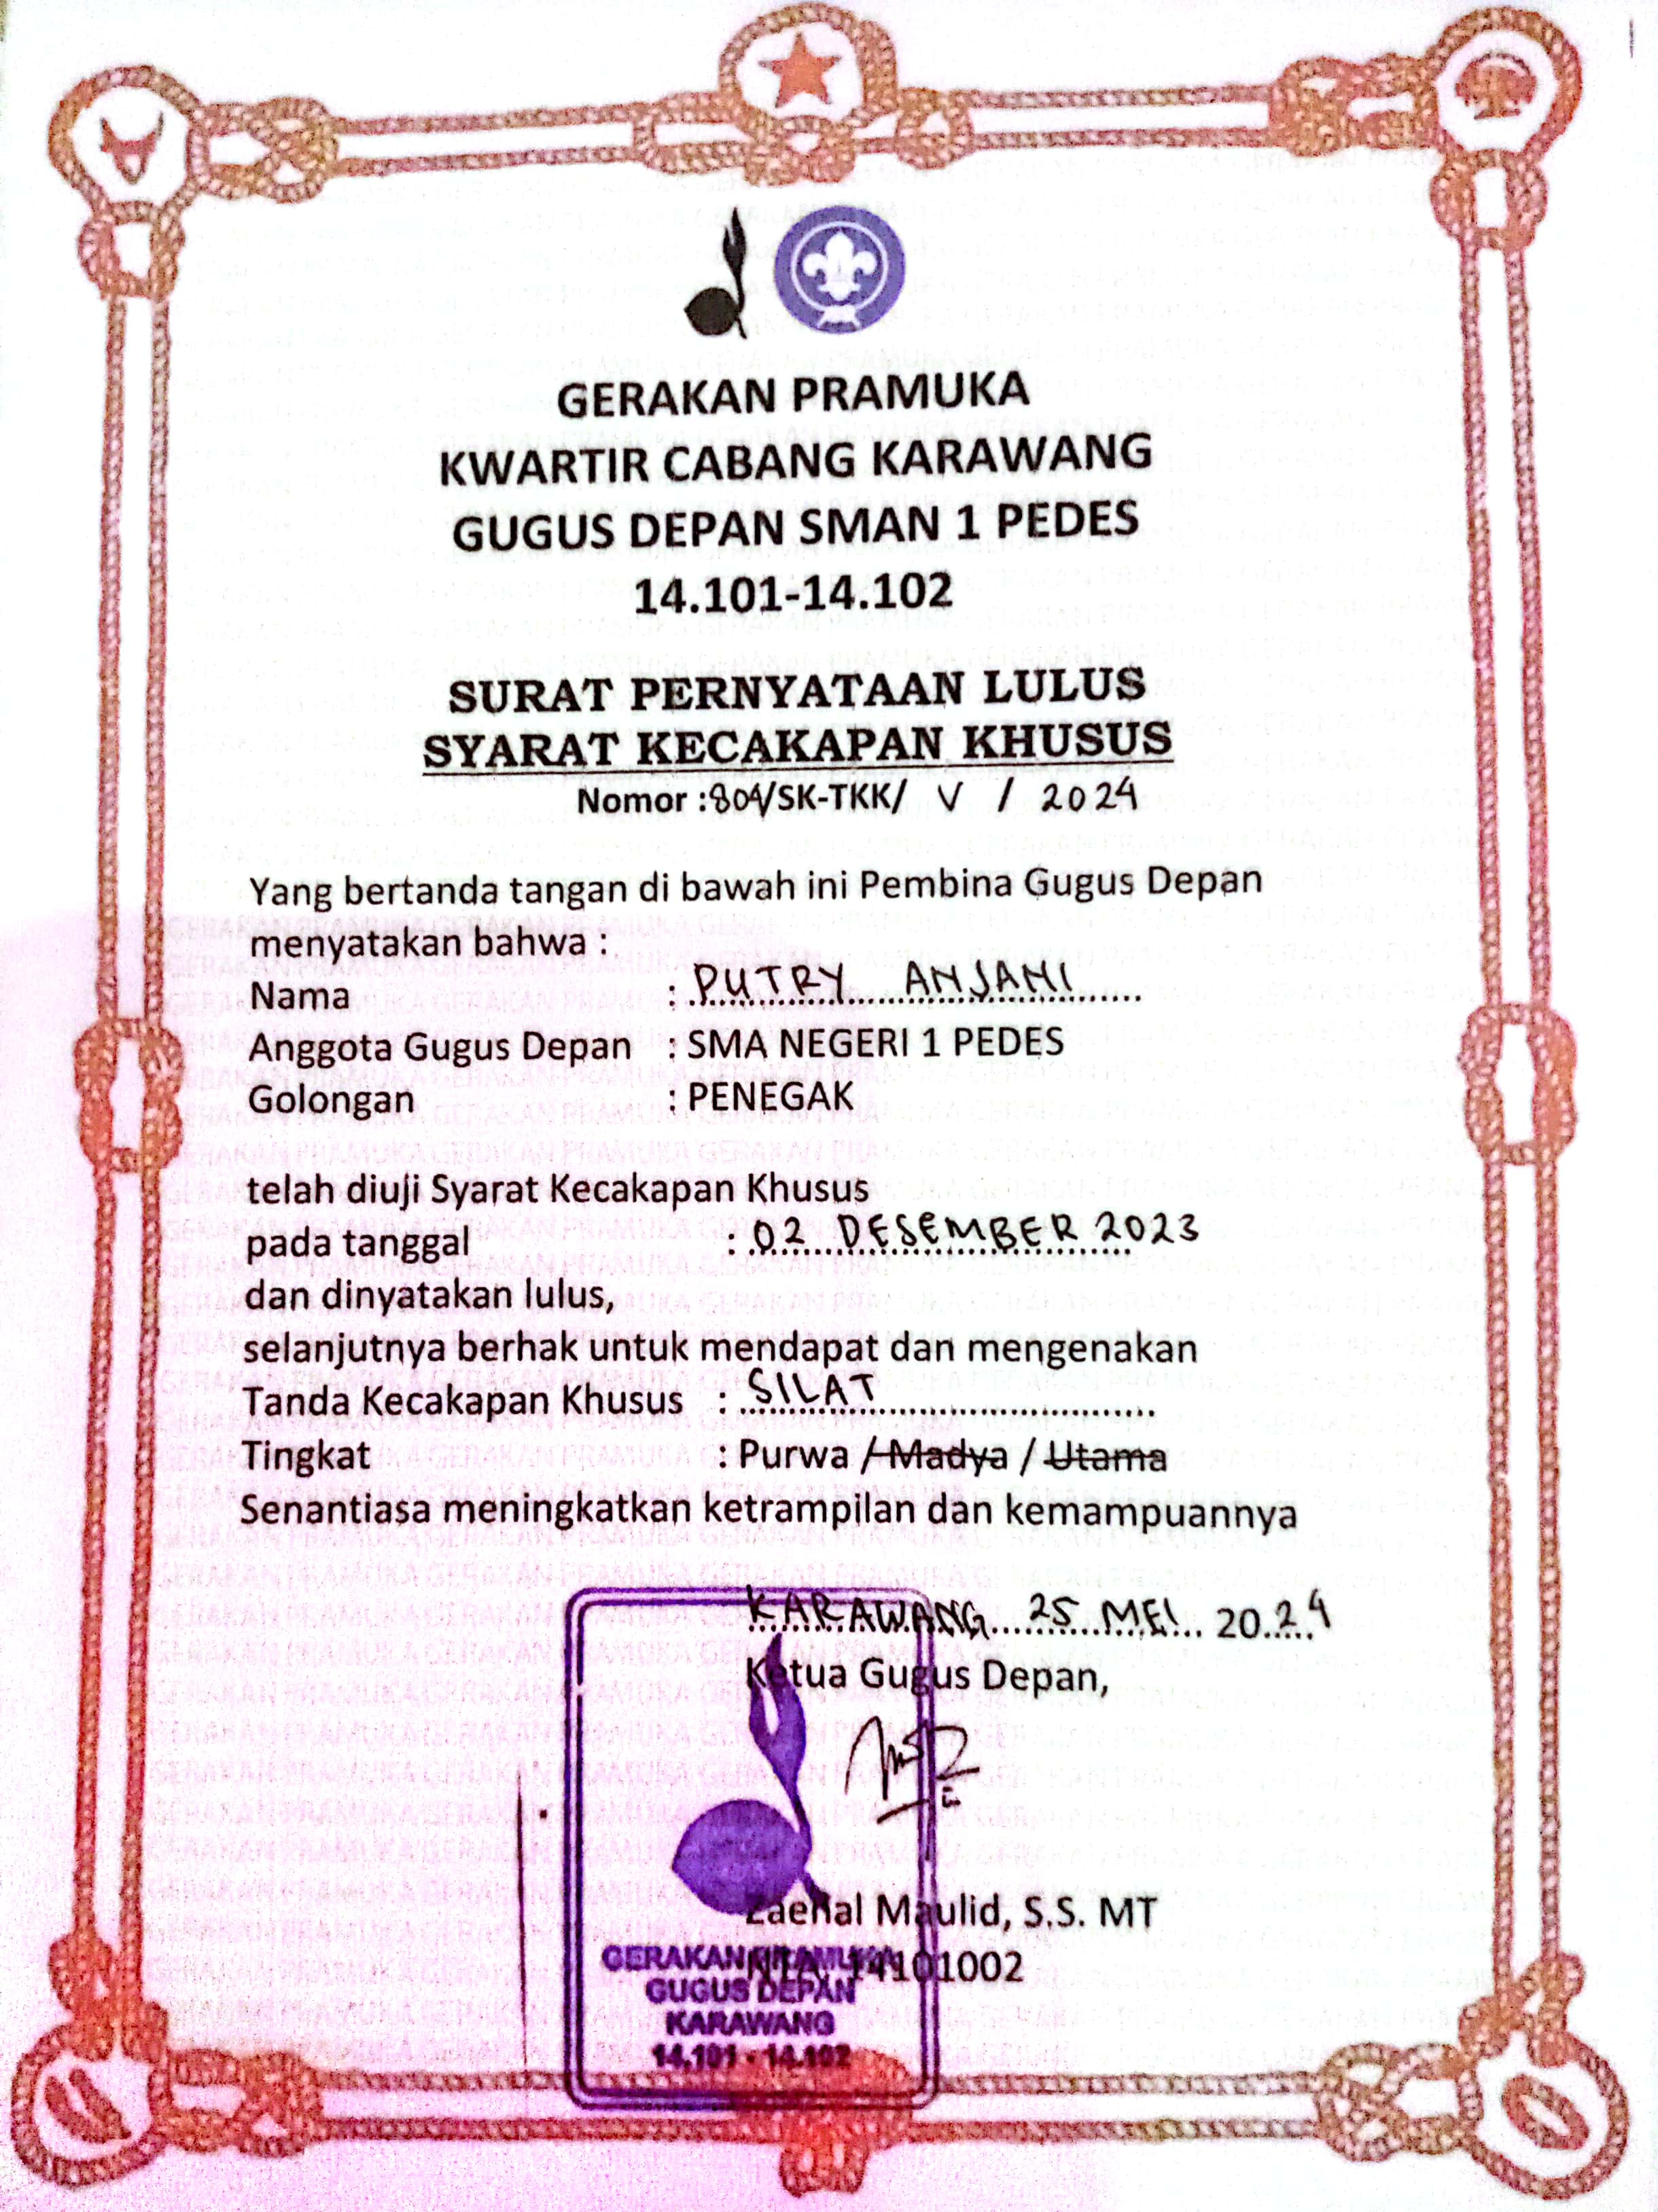 GERAKAN PRAMUKA
KWARTIR CABANG KARAWANG
GUGUS DEPAN SMAN 1 PEDES
14.101-14.102
SURAT PERNYATAAN LULUS
SYARAT KECAKAPAN KHUSUS
Nomor :804/SK-TKK/ V / 2024
Yang bertanda tangan di bawah ini Pembina Gugus Depan
menyatakan bahwa :
Nama : PUTRY ANJANI
Anggota Gugus Depan : SMA NEGERI 1 PEDES
Golongan : PENEGAK
telah diuji Syarat Kecakapan Khusus
pada tanggal : 02 DESEMBER 2023
dan dinyatakan lulus,
selanjutnya berhak untuk mendapat dan mengenakan
Tanda Kecakapan Khusus : SILAT
Tingkat : Purwa / Madya / Utama
Senantiasa meningkatkan ketrampilan dan kemampuannya
KARAWANG 25 MEI 2024
Ketua Gugus Depan,
Zaenal Maulid, S.S. MT
NTA. 14101002
GERAKAN PRAMUKA
GUGUS DEPAN
KARAWANG
14.101 - 14.102